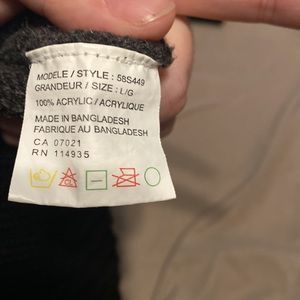 MODELE / STYLE : 58S449
GRANDEUR / SIZE : L/G
100% ACRYLIC / ACRYLIQUE
MADE IN BANGLADESH
FABRIQUE AU BANGLADESH
CA 07021
RN 114935